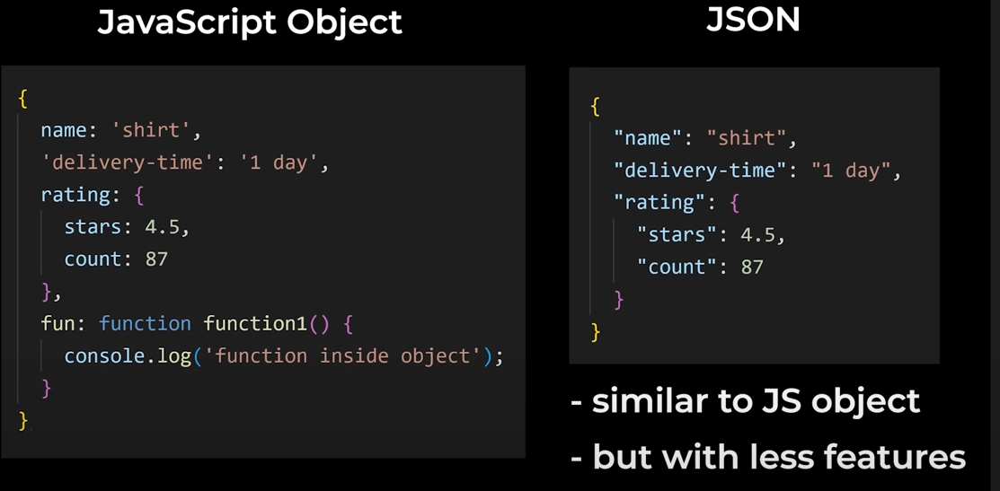 JavaScript Object
{
  name: 'shirt',
  'delivery-time': '1 day',
  rating: {
    stars: 4.5,
    count: 87
  },
  fun: function function1() {
    console.log('function inside object');
  }
}
JSON
{
  "name": "shirt",
  "delivery-time": "1 day",
  "rating": {
    "stars": 4.5,
    "count": 87
  }
}
- similar to JS object
- but with less features